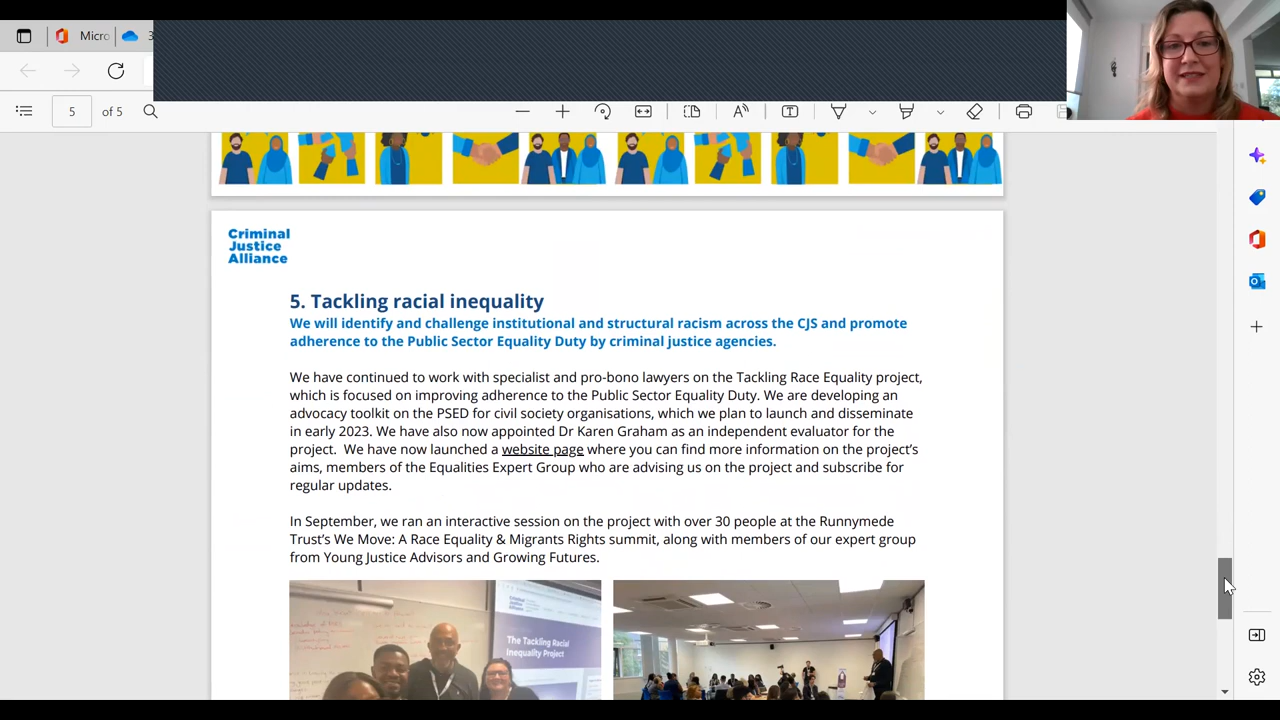 Micro
3
5 of 5
Criminal
Justice
Alliance
5. Tackling racial inequality
We will identify and challenge institutional and structural racism across the CJS and promote
adherence to the Public Sector Equality Duty by criminal justice agencies.
We have continued to work with specialist and pro-bono lawyers on the Tackling Race Equality project,
which is focused on improving adherence to the Public Sector Equality Duty. We are developing an
advocacy toolkit on the PSED for civil society organisations, which we plan to launch and disseminate
in early 2023. We have also now appointed Dr Karen Graham as an independent evaluator for the
project. We have now launched a website page where you can find more information on the project's
aims, members of the Equalities Expert Group who are advising us on the project and subscribe for
regular updates.
In September, we ran an interactive session on the project with over 30 people at the Runnymede
Trust's We Move: A Race Equality & Migrants Rights summit, along with members of our expert group
from Young Justice Advisors and Growing Futures.
Criminal
Justice
Alliance
The Tackling Racial
Inequality Project